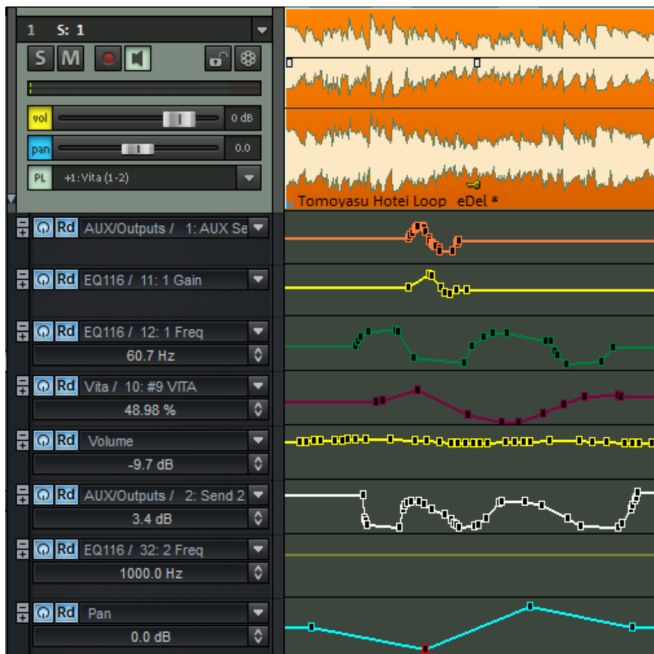 1 S: 1
S M
vol 0 dB
pan 0.0
PL +1: Vita (1-2)
Tomoyasu Hotei Loop eDel *
Rd AUX/Outputs / 1: AUX Se
Rd EQ116 / 11: 1 Gain
Rd EQ116 / 12: 1 Freq
60.7 Hz
Rd Vita / 10: #9 VITA
48.98 %
Rd Volume
-9.7 dB
Rd AUX/Outputs / 2: Send 2
3.4 dB
Rd EQ116 / 32: 2 Freq
1000.0 Hz
Rd Pan
0.0 dB